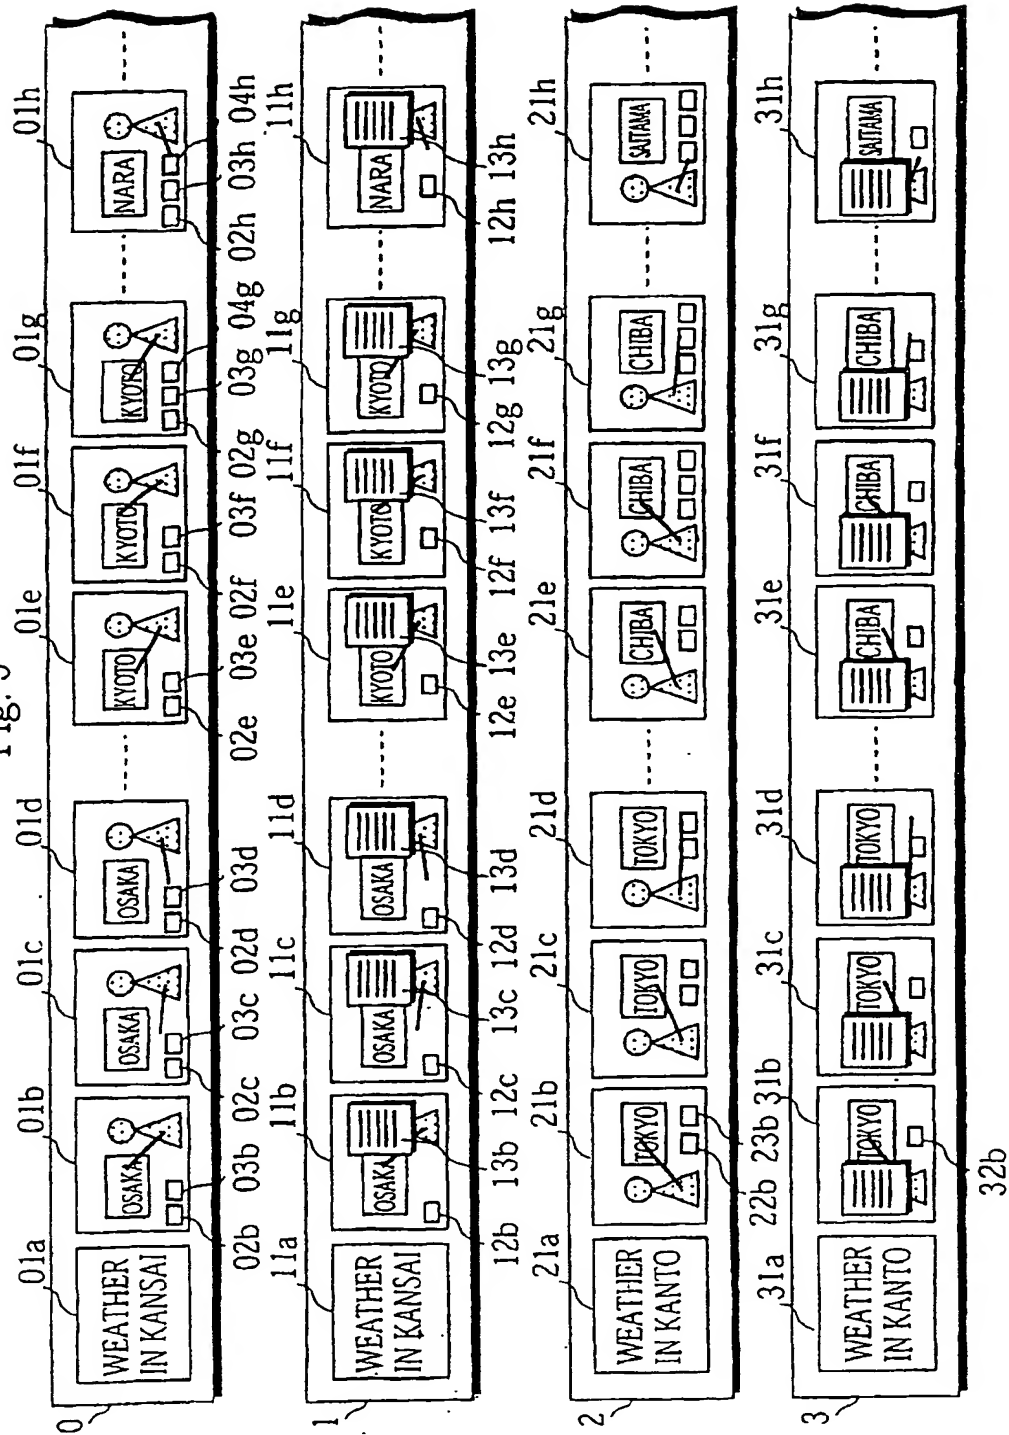 Fig.
01a 01b 01c 01d 01e 01f 01g 01h
WEATHER
IN KANSAI
OSAKA OSAKA OSAKA KYOTO KYOTO KYOTO NARA
0
02b 03b 02c 03c 02d 03d 02e 03e 02f 03f 02g 03g 04g 02h 03h 04h
11a 11b 11c 11d 11e 11f 11g 11h
WEATHER
IN KANSAI
OSAKA OSAKA OSAKA KYOTO KYOTO KYOTO NARA
1
12b 13b 12c 13c 12d 13d 12e 13e 12f 13f 12g 13g 12h 13h
21a 21b 21c 21d 21e 21f 21g 21h
WEATHER
IN KANTO
TOKYO TOKYO TOKYO CHIBA CHIBA CHIBA SAITAMA
2
22b 23b
31a 31b 31c 31d 31e 31f 31g 31h
WEATHER
IN KANTO
TOKYO TOKYO TOKYO CHIBA CHIBA CHIBA SAITAMA
3
32b